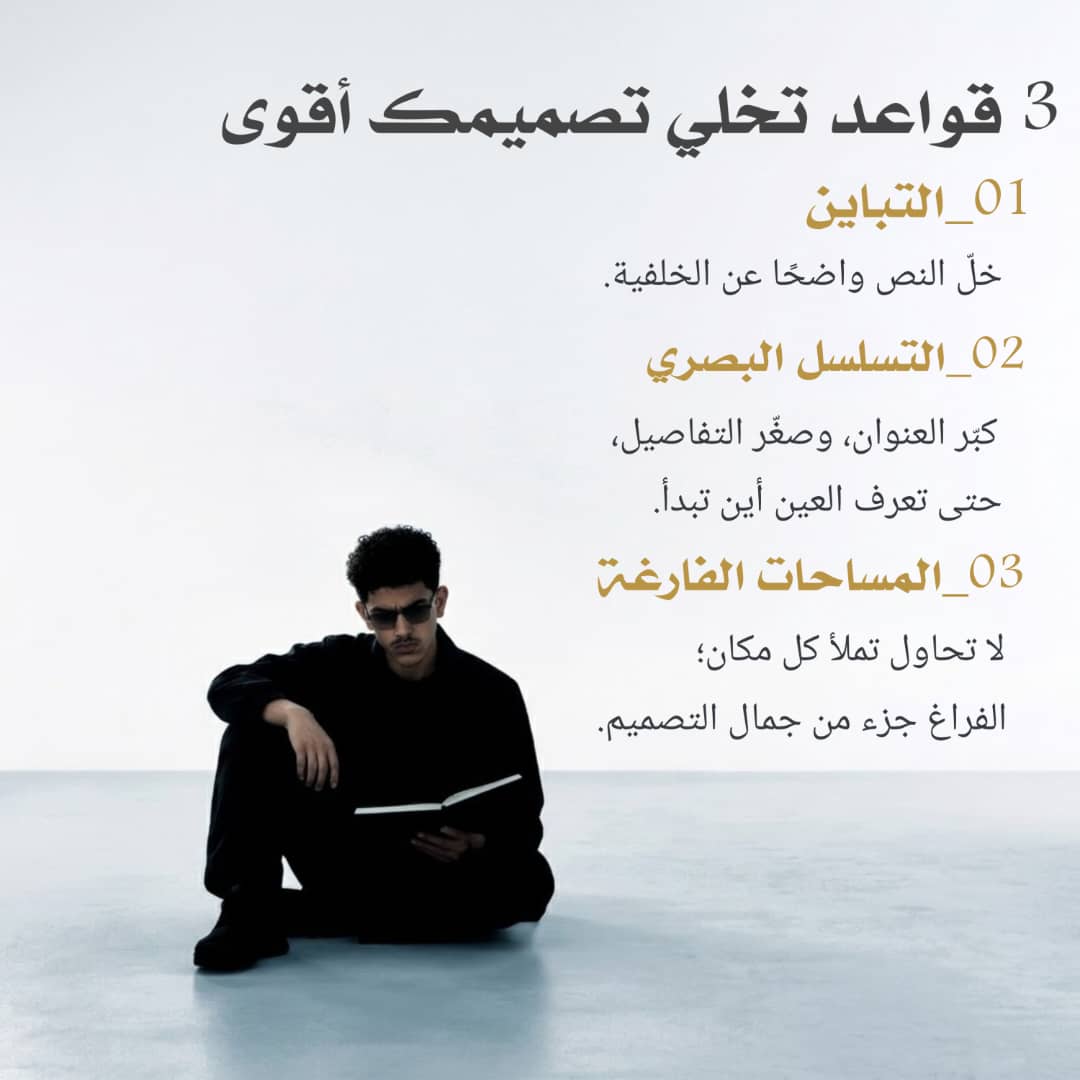 3 قواعد تخلي تصميمك أقوى
01_التباين
خلّ النص واضحًا عن الخلفية.
02_التسلسل البصري
كبّر العنوان، وصغّر التفاصيل،
حتى تعرف العين أين تبدأ.
03_المساحات الفارغة
لا تحاول تملأ كل مكان؛
الفراغ جزء من جمال التصميم.